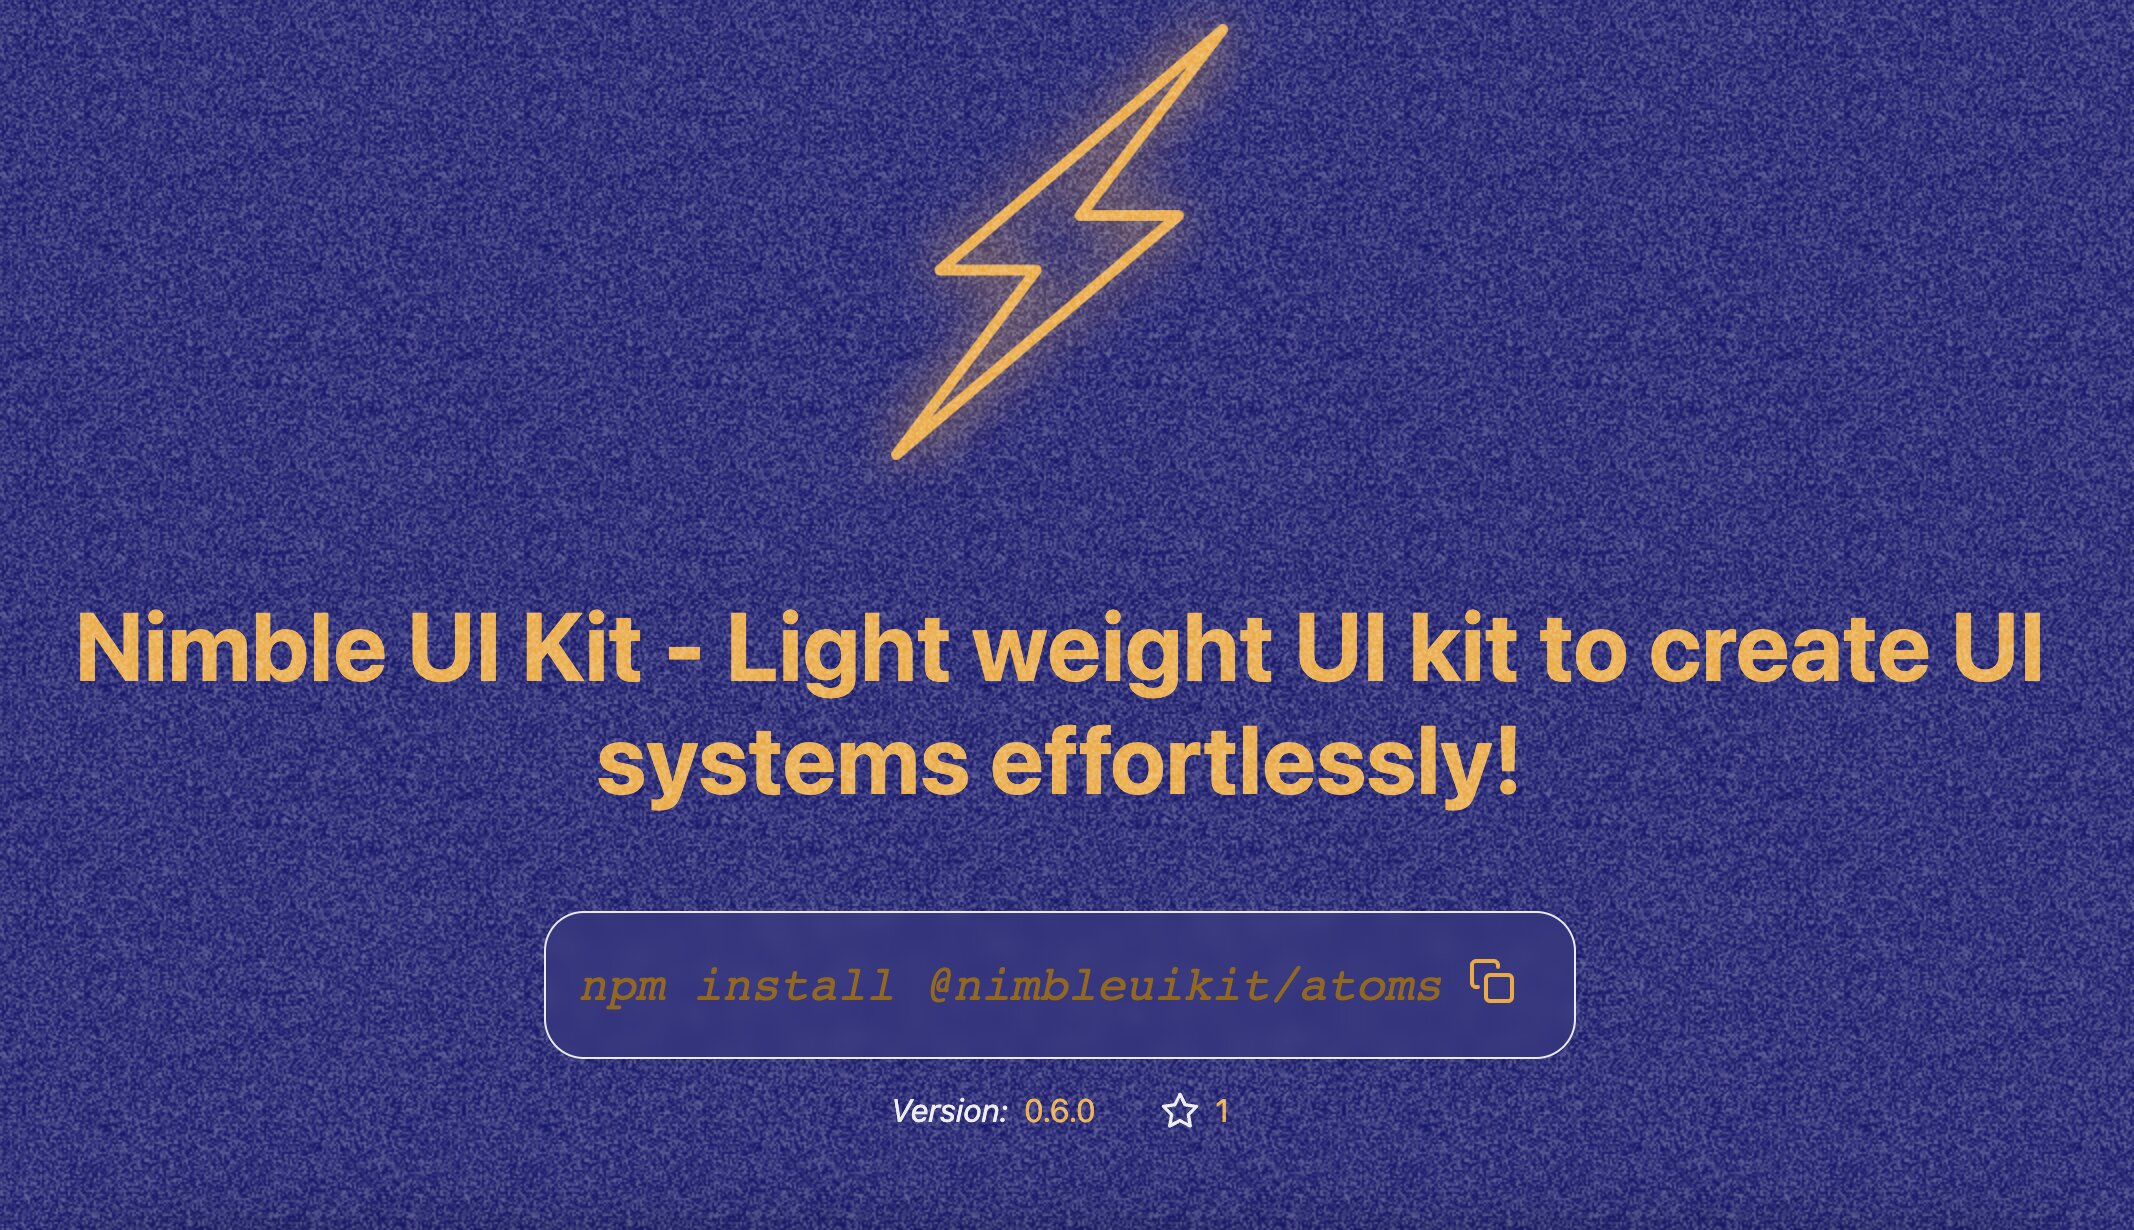 Nimble UI Kit - Light weight UI kit to create UI
systems effortlessly!
npm install @nimbleuikit/atoms
Version: 0.6.0 1